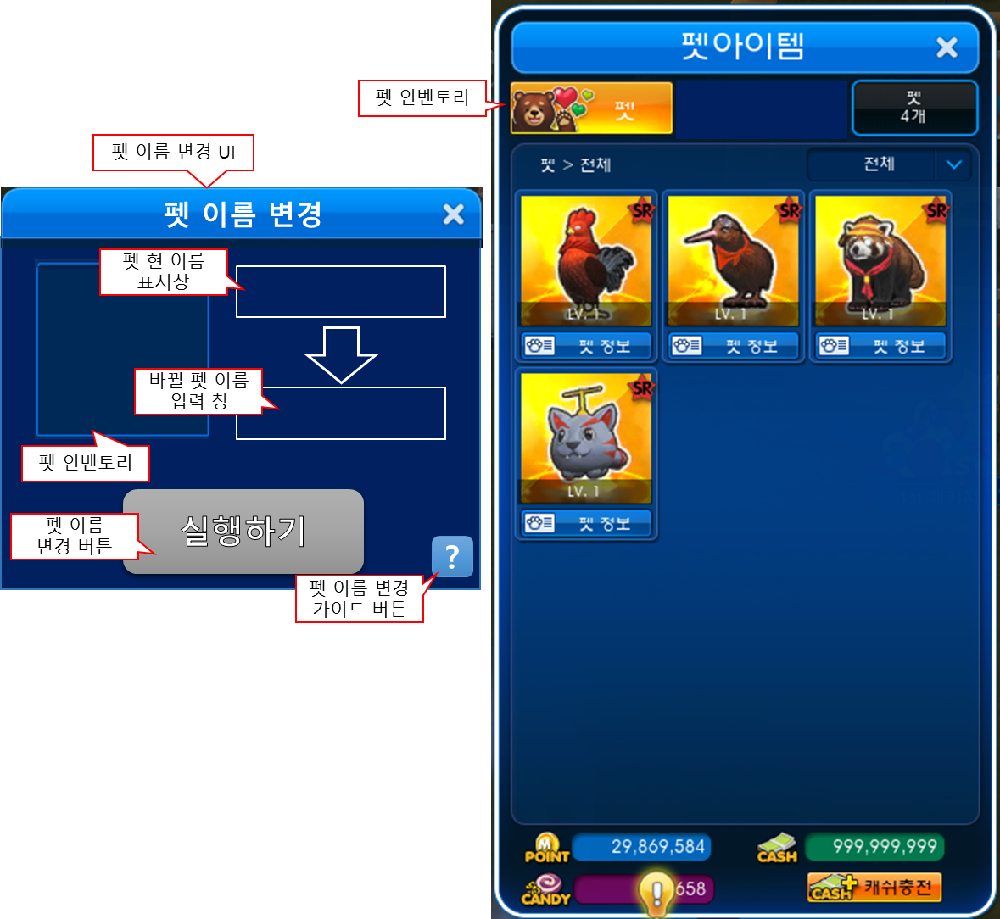 펫 이름 변경 UI
펫 이름 변경
펫 현 이름
표시창
바뀔 펫 이름
입력 창
펫 인벤토리
실행하기
펫 이름
변경 버튼
?
펫 이름 변경
가이드 버튼
펫 인벤토리
펫아이템
펫
펫
4개
펫 > 전체
전체
SR
SR
SR
LV. 1
LV. 1
LV. 1
펫 정보
펫 정보
펫 정보
SR
LV. 1
펫 정보
M
POINT
29,869,584
CASH
999,999,999
CANDY
658
CASH
캐쉬충전